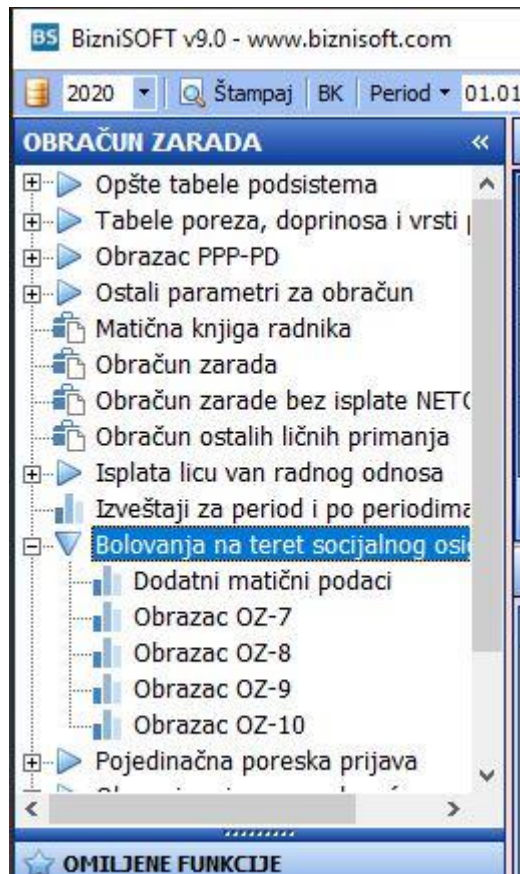 BS BizniSOFT v9.0 - www.biznisoft.com
2020 Štampaj BK Period 01.01
OBRAČUN ZARADA «
Opšte tabele podsistema
Tabele poreza, doprinosa i vrsti
Obrazac PPP-PD
Ostali parametri za obračun
Matična knjiga radnika
Obračun zarada
Obračun zarade bez isplate NETO
Obračun ostalih ličnih primanja
Isplata licu van radnog odnosa
Izveštaji za period i po periodima
Bolovanja na teret socijalnog osi
Dodatni matični podaci
Obrazac OZ-7
Obrazac OZ-8
Obrazac OZ-9
Obrazac OZ-10
Pojedinačna poreska prijava
OMILJENE FUNKCIJE